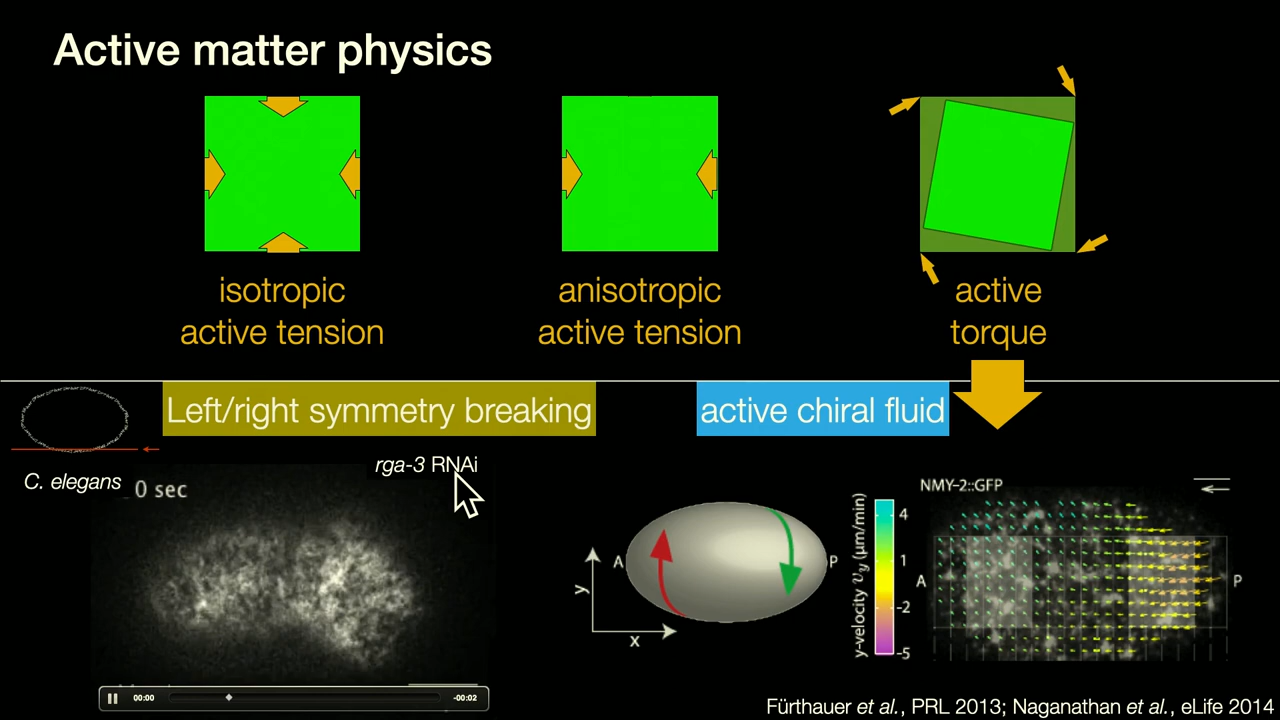 Active matter physics
isotropic
active tension
anisotropic
active tension
active
torque
Left/right symmetry breaking
active chiral fluid
C. elegans
rga-3 RNAi
0 sec
00:00
-00:02
A
P
y
x
y-velocity vy (µm/min)
4
1
-2
-5
NMY-2::GFP
A
P
Fürthauer et al., PRL 2013; Naganathan et al., eLife 2014